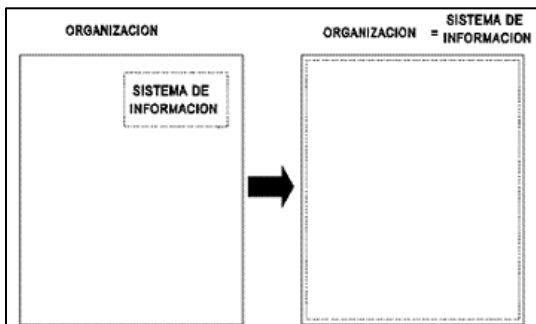 ORGANIZACION
SISTEMA DE
INFORMACION
ORGANIZACION = SISTEMA DE
INFORMACION